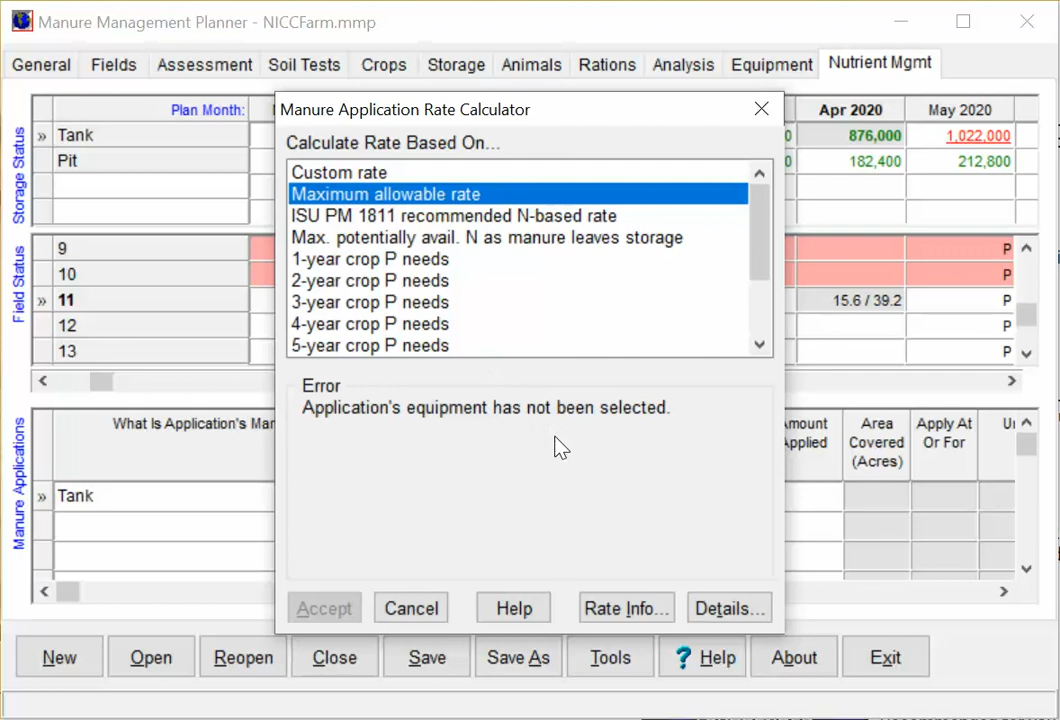 Manure Management Planner - NICCFarm.mmp
General Fields Assessment Soil Tests Crops Storage Animals Rations Analysis Equipment Nutrient Mgmt
Storage Status
Plan Month: Apr 2020 May 2020
» Tank 0 876,000 1,022,000
Pit 0 182,400 212,800
Manure Application Rate Calculator
Calculate Rate Based On...
Custom rate
Maximum allowable rate
ISU PM 1811 recommended N-based rate
Max. potentially avail. N as manure leaves storage
1-year crop P needs
2-year crop P needs
3-year crop P needs
4-year crop P needs
5-year crop P needs
Error
Application's equipment has not been selected.
Accept Cancel Help Rate Info... Details...
Field Status
9 P
10 P
» 11 15.6 / 39.2 P
12 P
13 P
Manure Applications
What Is Application's Man
Applied
Area Covered (Acres)
Apply At Or For
» Tank
New Open Reopen Close Save Save As Tools ? Help About Exit